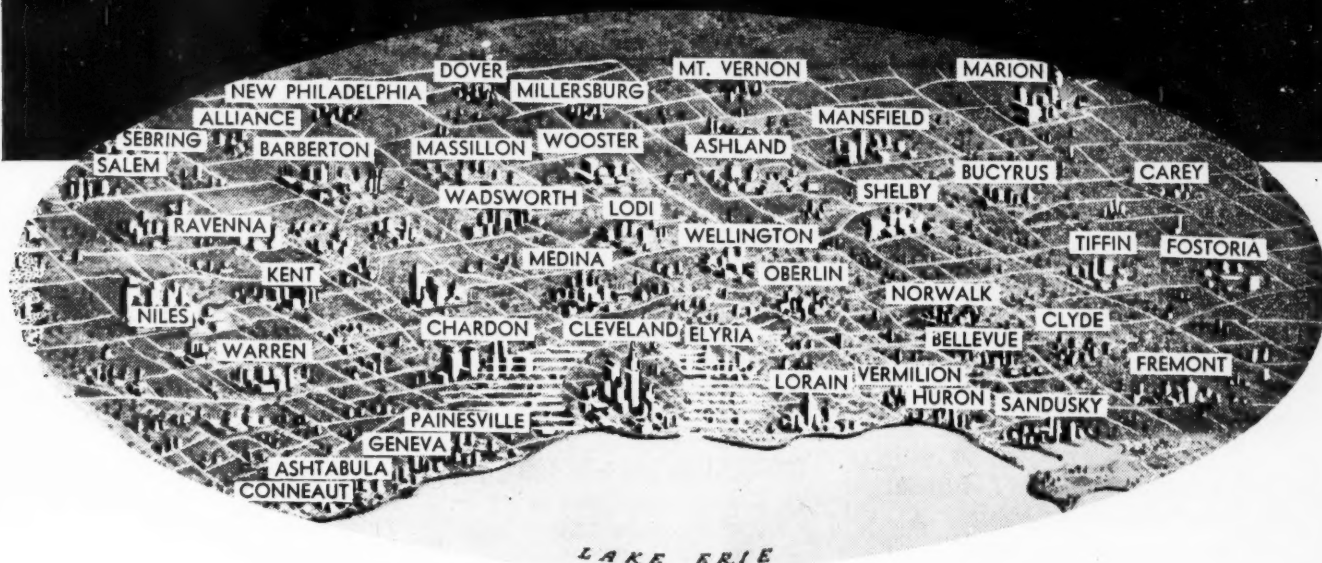 DOVER
MT. VERNON
MARION
NEW PHILADELPHIA
MILLERSBURG
ALLIANCE
MANSFIELD
SEBRING
BARBERTON
MASSILLON
WOOSTER
ASHLAND
SALEM
BUCYRUS
CAREY
WADSWORTH
LODI
SHELBY
RAVENNA
WELLINGTON
TIFFIN
FOSTORIA
KENT
MEDINA
OBERLIN
NORWALK
NILES
CHARDON
CLEVELAND
ELYRIA
CLYDE
WARREN
BELLEVUE
LORAIN
VERMILION
FREMONT
HURON
SANDUSKY
PAINESVILLE
GENEVA
ASHTABULA
CONNEAUT
LAKE ERIE